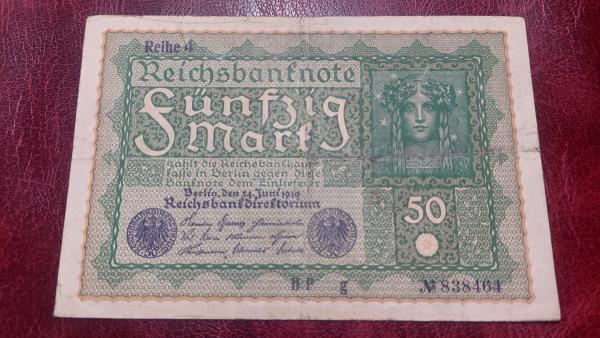 Reihe 4
Reichsbanknote
Fünfzig
Mark
zahlt die Reichsbankhaupt
kasse in Berlin gegen diese
Banknote dem Einlieferer
Berlin, den 24. Juni 1919
Reichsbankdirektorium
50
B P g
№ 838464